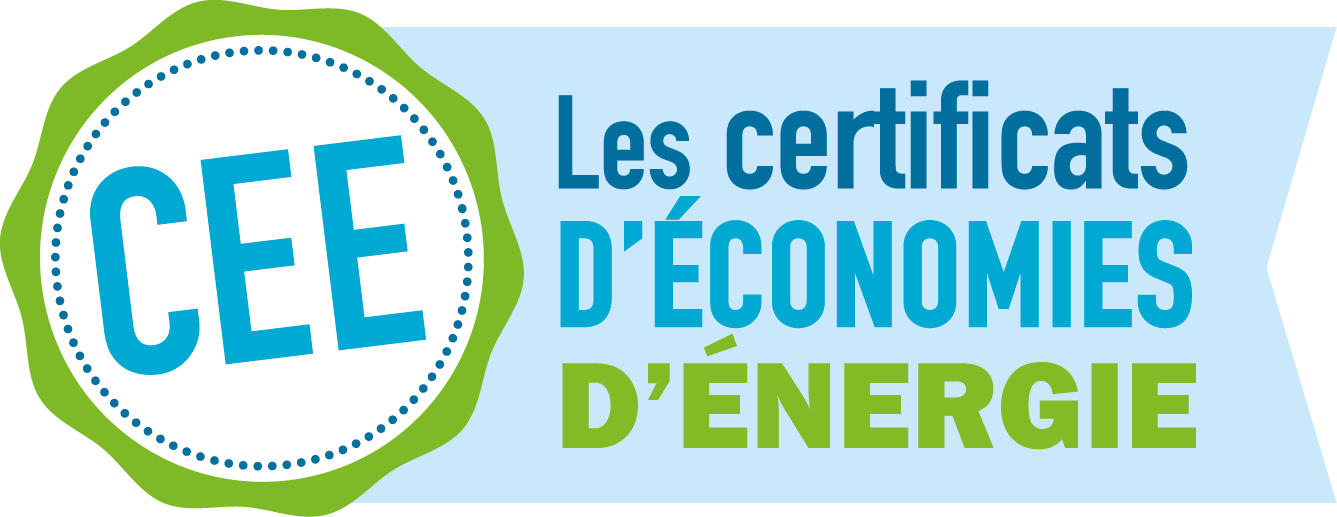 CEE
Les certificats
D'ÉCONOMIES
D'ÉNERGIE